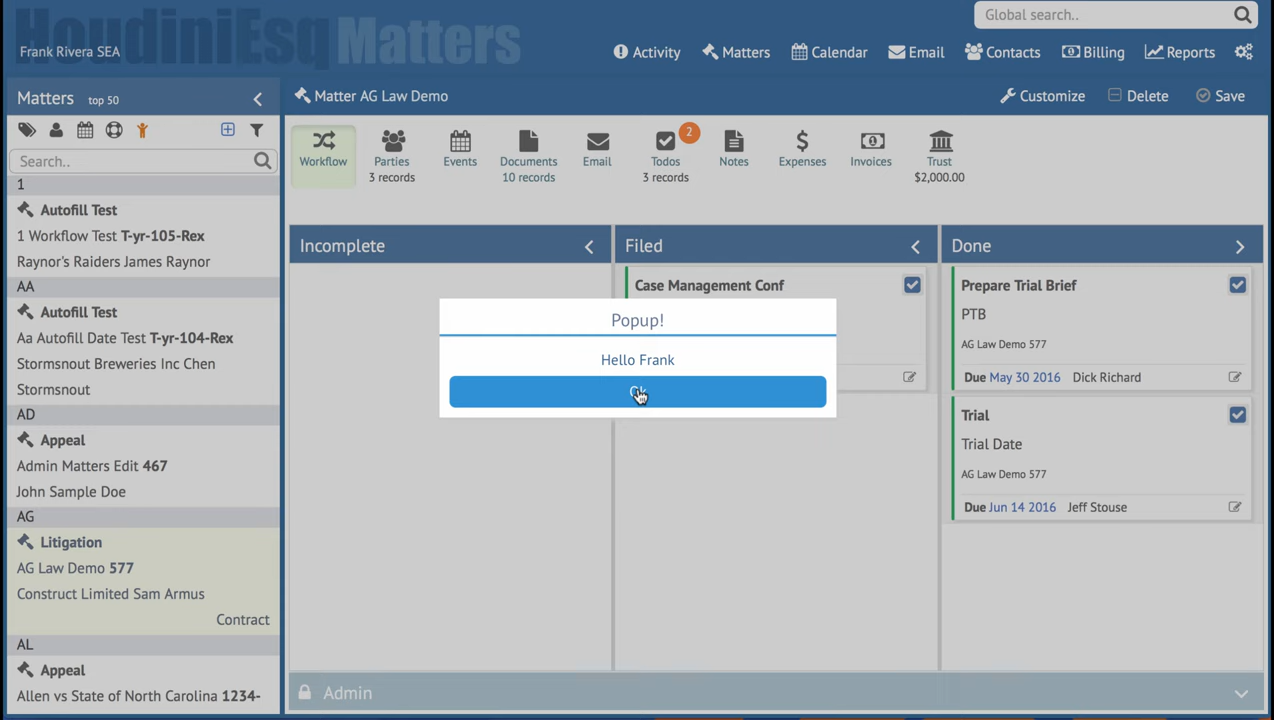 HoudiniEsq Matters
Global search..
Frank Rivera SEA
Activity
Matters
Calendar
Email
Contacts
Billing
Reports
Matters top 50
Matter AG Law Demo
Customize
Delete
Save
Search..
Workflow
Parties
3 records
Events
Documents
10 records
Email
Todos
2
3 records
Notes
Expenses
Invoices
Trust
$2,000.00
1
Autofill Test
1 Workflow Test T-yr-105-Rex
Raynor's Raiders James Raynor
AA
Autofill Test
Aa Autofill Date Test T-yr-104-Rex
Stormsnout Breweries Inc Chen
Stormsnout
AD
Appeal
Admin Matters Edit 467
John Sample Doe
AG
Litigation
AG Law Demo 577
Construct Limited Sam Armus
Contract
AL
Appeal
Allen vs State of North Carolina 1234-
Incomplete
Filed
Case Management Conf
Done
Prepare Trial Brief
PTB
AG Law Demo 577
Due May 30 2016 Dick Richard
Trial
Trial Date
AG Law Demo 577
Due Jun 14 2016 Jeff Stouse
Popup!
Hello Frank
Admin